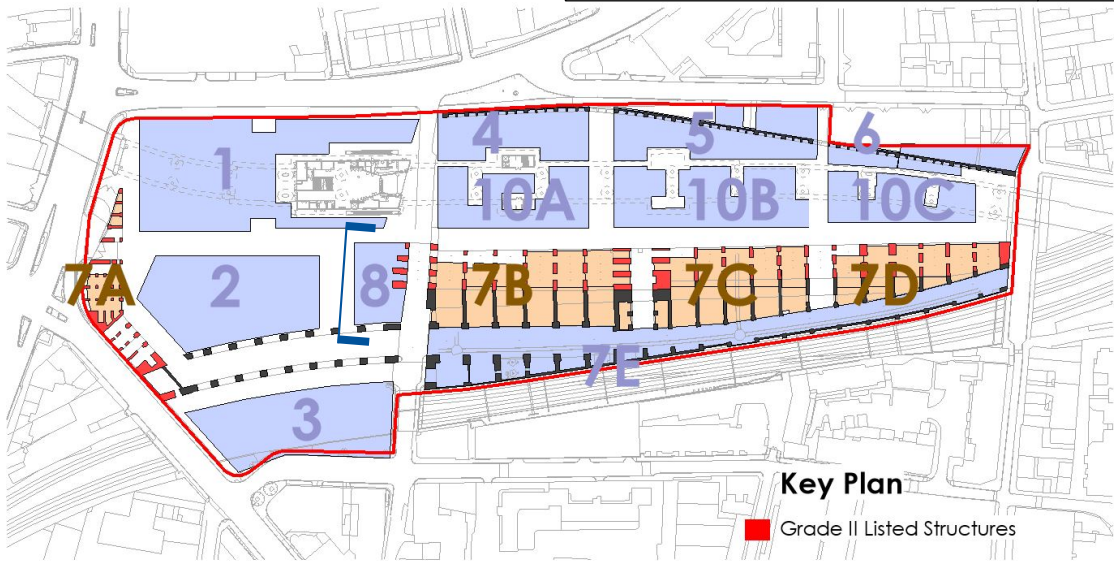 4
5
6
1
10A
10B
10C
7A
2
8
7B
7C
7D
7E
3
Key Plan
Grade II Listed Structures